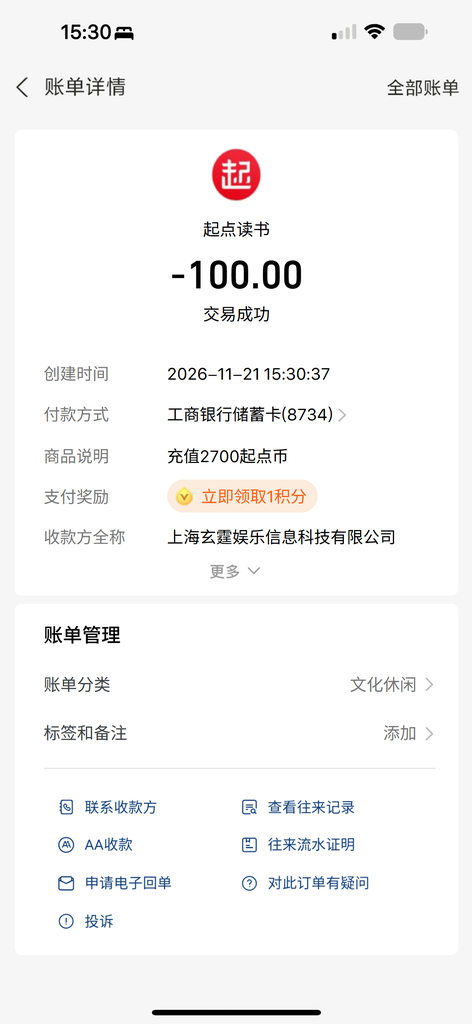 15:30
账单详情
全部账单
起
起点读书
-100.00
交易成功
创建时间 2026-11-21 15:30:37
付款方式 工商银行储蓄卡(8734)
商品说明 充值2700起点币
支付奖励 立即领取1积分
收款方全称 上海玄霆娱乐信息科技有限公司
更多
账单管理
账单分类 文化休闲
标签和备注 添加
联系收款方 查看往来记录
AA收款 往来流水证明
申请电子回单 对此订单有疑问
投诉